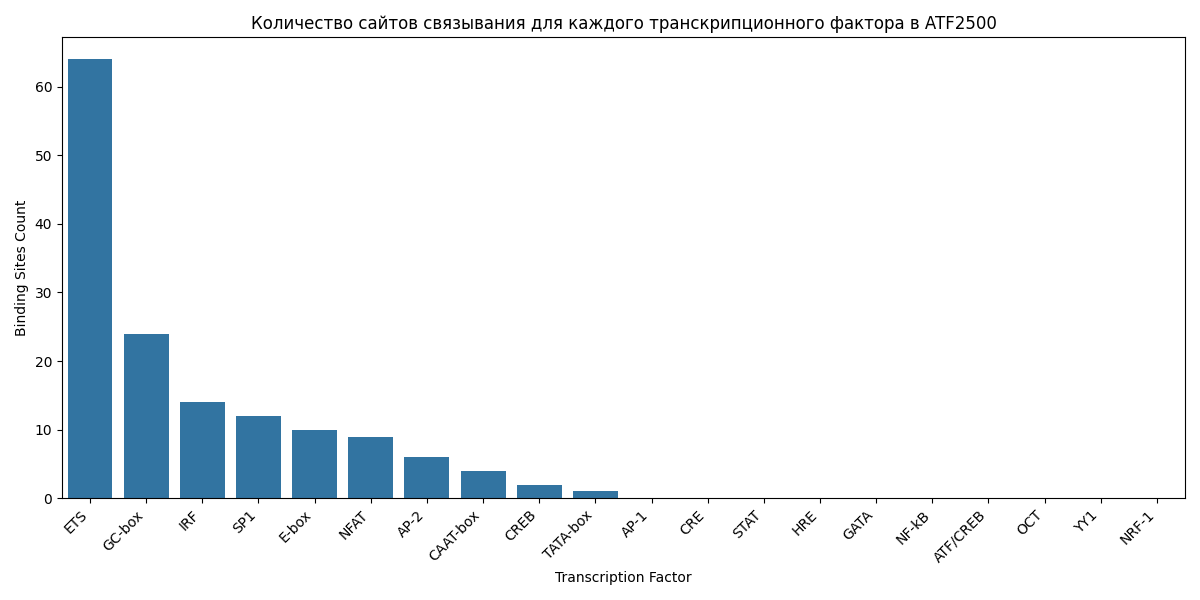 Количество сайтов связывания для каждого транскрипционного фактора в ATF2500
Binding Sites Count
60
50
40
30
20
10
0
ETS
GC-box
IRF
SP1
E-box
NFAT
AP-2
CAAT-box
CREB
TATA-box
AP-1
CRE
STAT
HRE
GATA
NF-kB
ATF/CREB
OCT
YY1
NRF-1
Transcription Factor